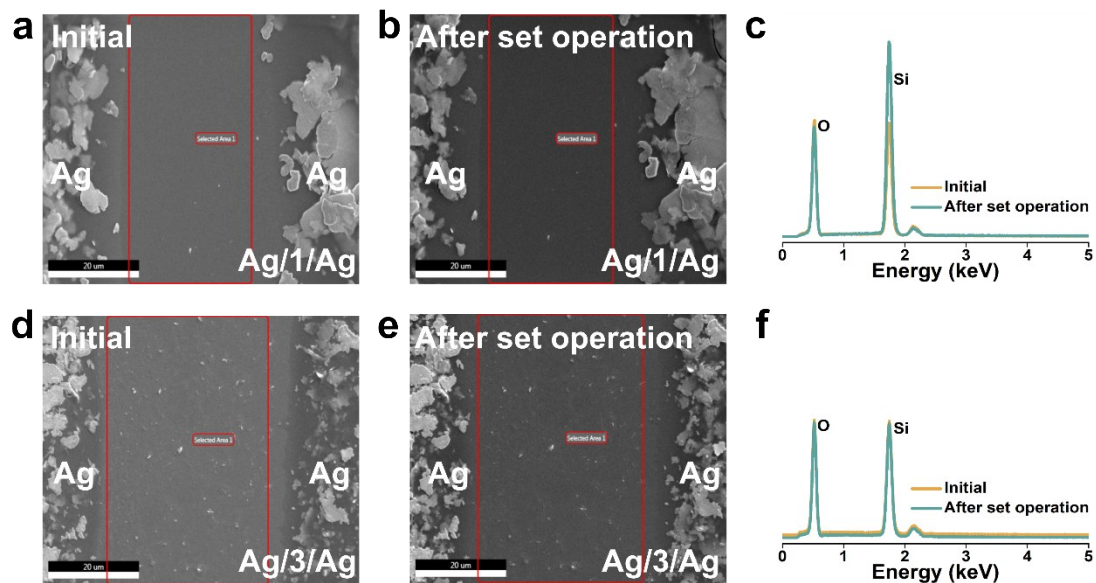 a Initial
Selected Area 1
Ag Ag
20 um
Ag/1/Ag
b After set operation
Selected Area 1
Ag
20 um
Ag/1/Ag
c
O
Si
Initial
After set operation
0 1 2 3 4 5
Energy (keV)
d Initial
Selected Area 1
Ag Ag
20 um
Ag/3/Ag
e After set operation
Selected Area 1
Ag Ag
20 um
Ag/3/Ag
f
O
Si
Initial
After set operation
0 1 2 3 4 5
Energy (keV)